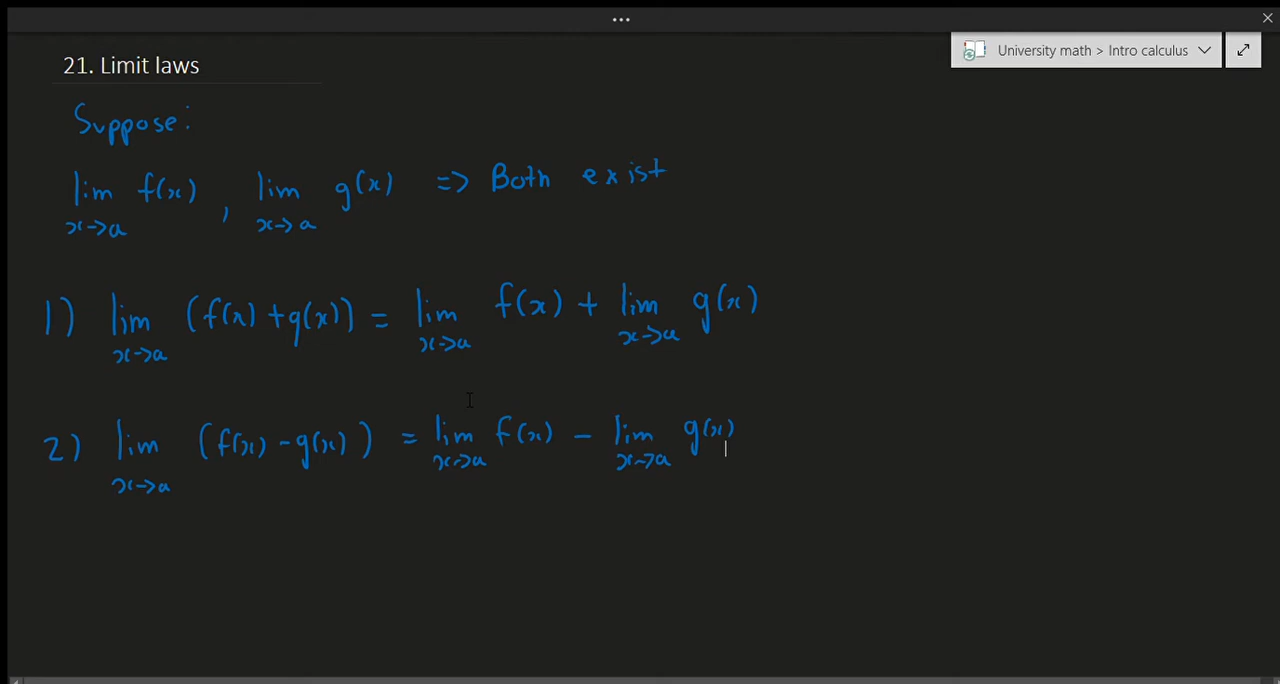 University math > Intro calculus
21. Limit laws
Suppose:
lim f(x), lim g(x) => Both exist
x->a x->a
1) lim (f(x)+g(x)) = lim f(x) + lim g(x)
x->a x->a x->a
2) lim (f(x)-g(x)) = lim f(x) - lim g(x)
x->a x->a x->a